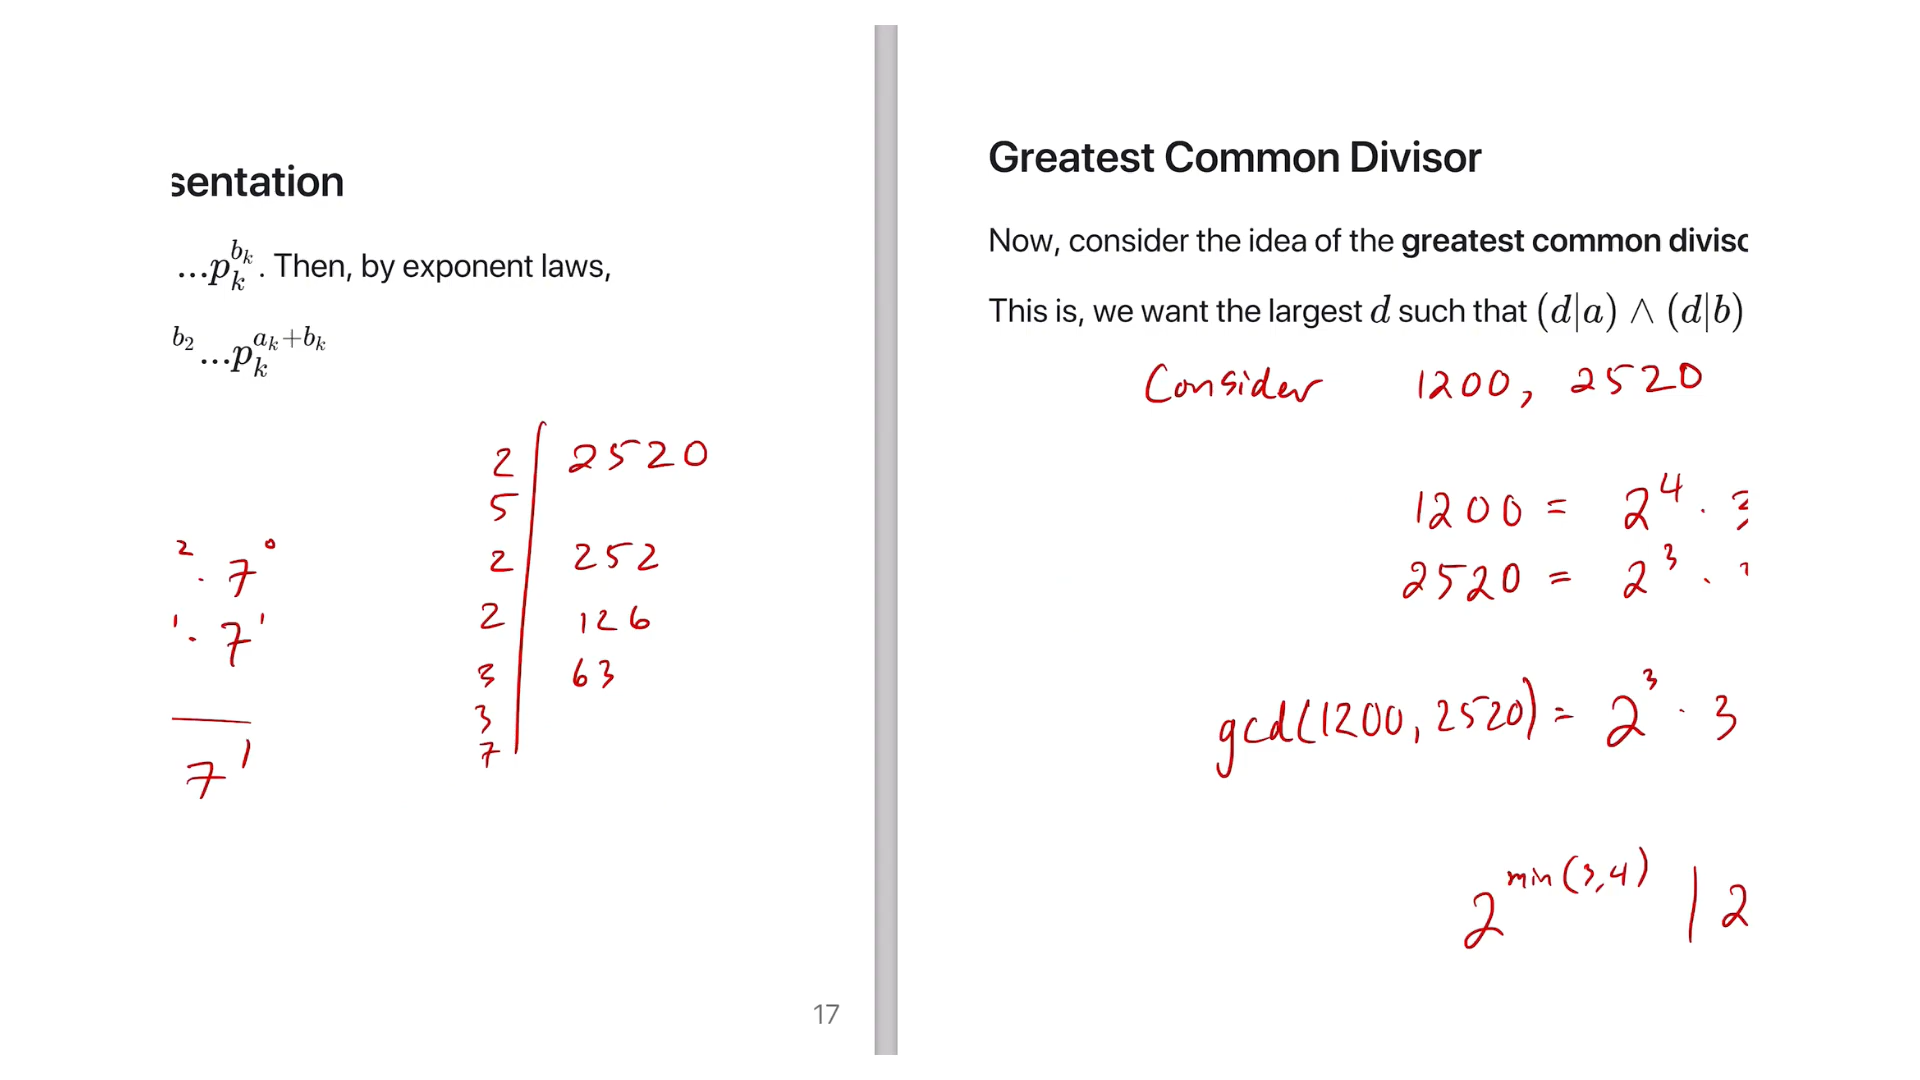 sentation
...p_k^{b_k}. Then, by exponent laws,
b_2 ...p_k^{a_k+b_k}
2 | 2520
5
2 252
2 126
3 63
3
7
2 · 7^0
1 · 7^1
7^1
17
Greatest Common Divisor
Now, consider the idea of the greatest common diviso
This is, we want the largest d such that (d|a) ∧ (d|b)
Consider 1200, 2520
1200 = 2^4 · 3
2520 = 2^3 ·
gcd(1200, 2520) = 2^3 · 3
2^{min(3,4)} | 2